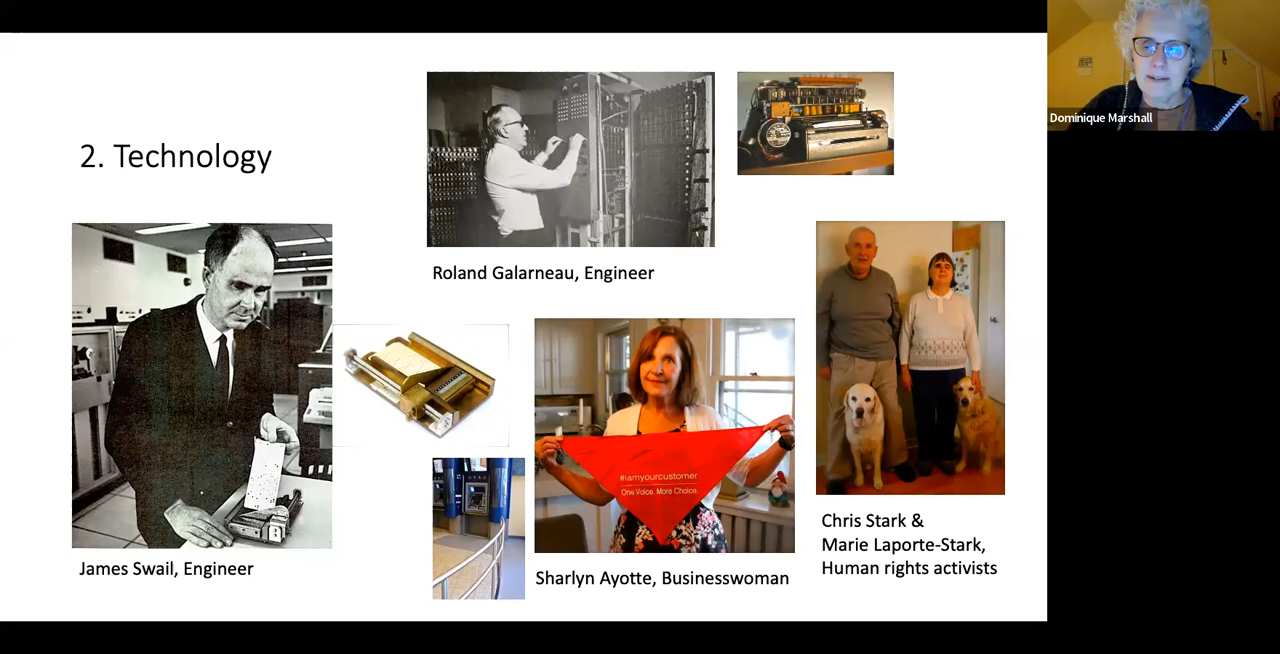 2. Technology
Roland Galarneau, Engineer
James Swail, Engineer
#iamyourcustomer
One Voice. More Choice.
Sharlyn Ayotte, Businesswoman
Chris Stark &
Marie Laporte-Stark,
Human rights activists
Dominique Marshall